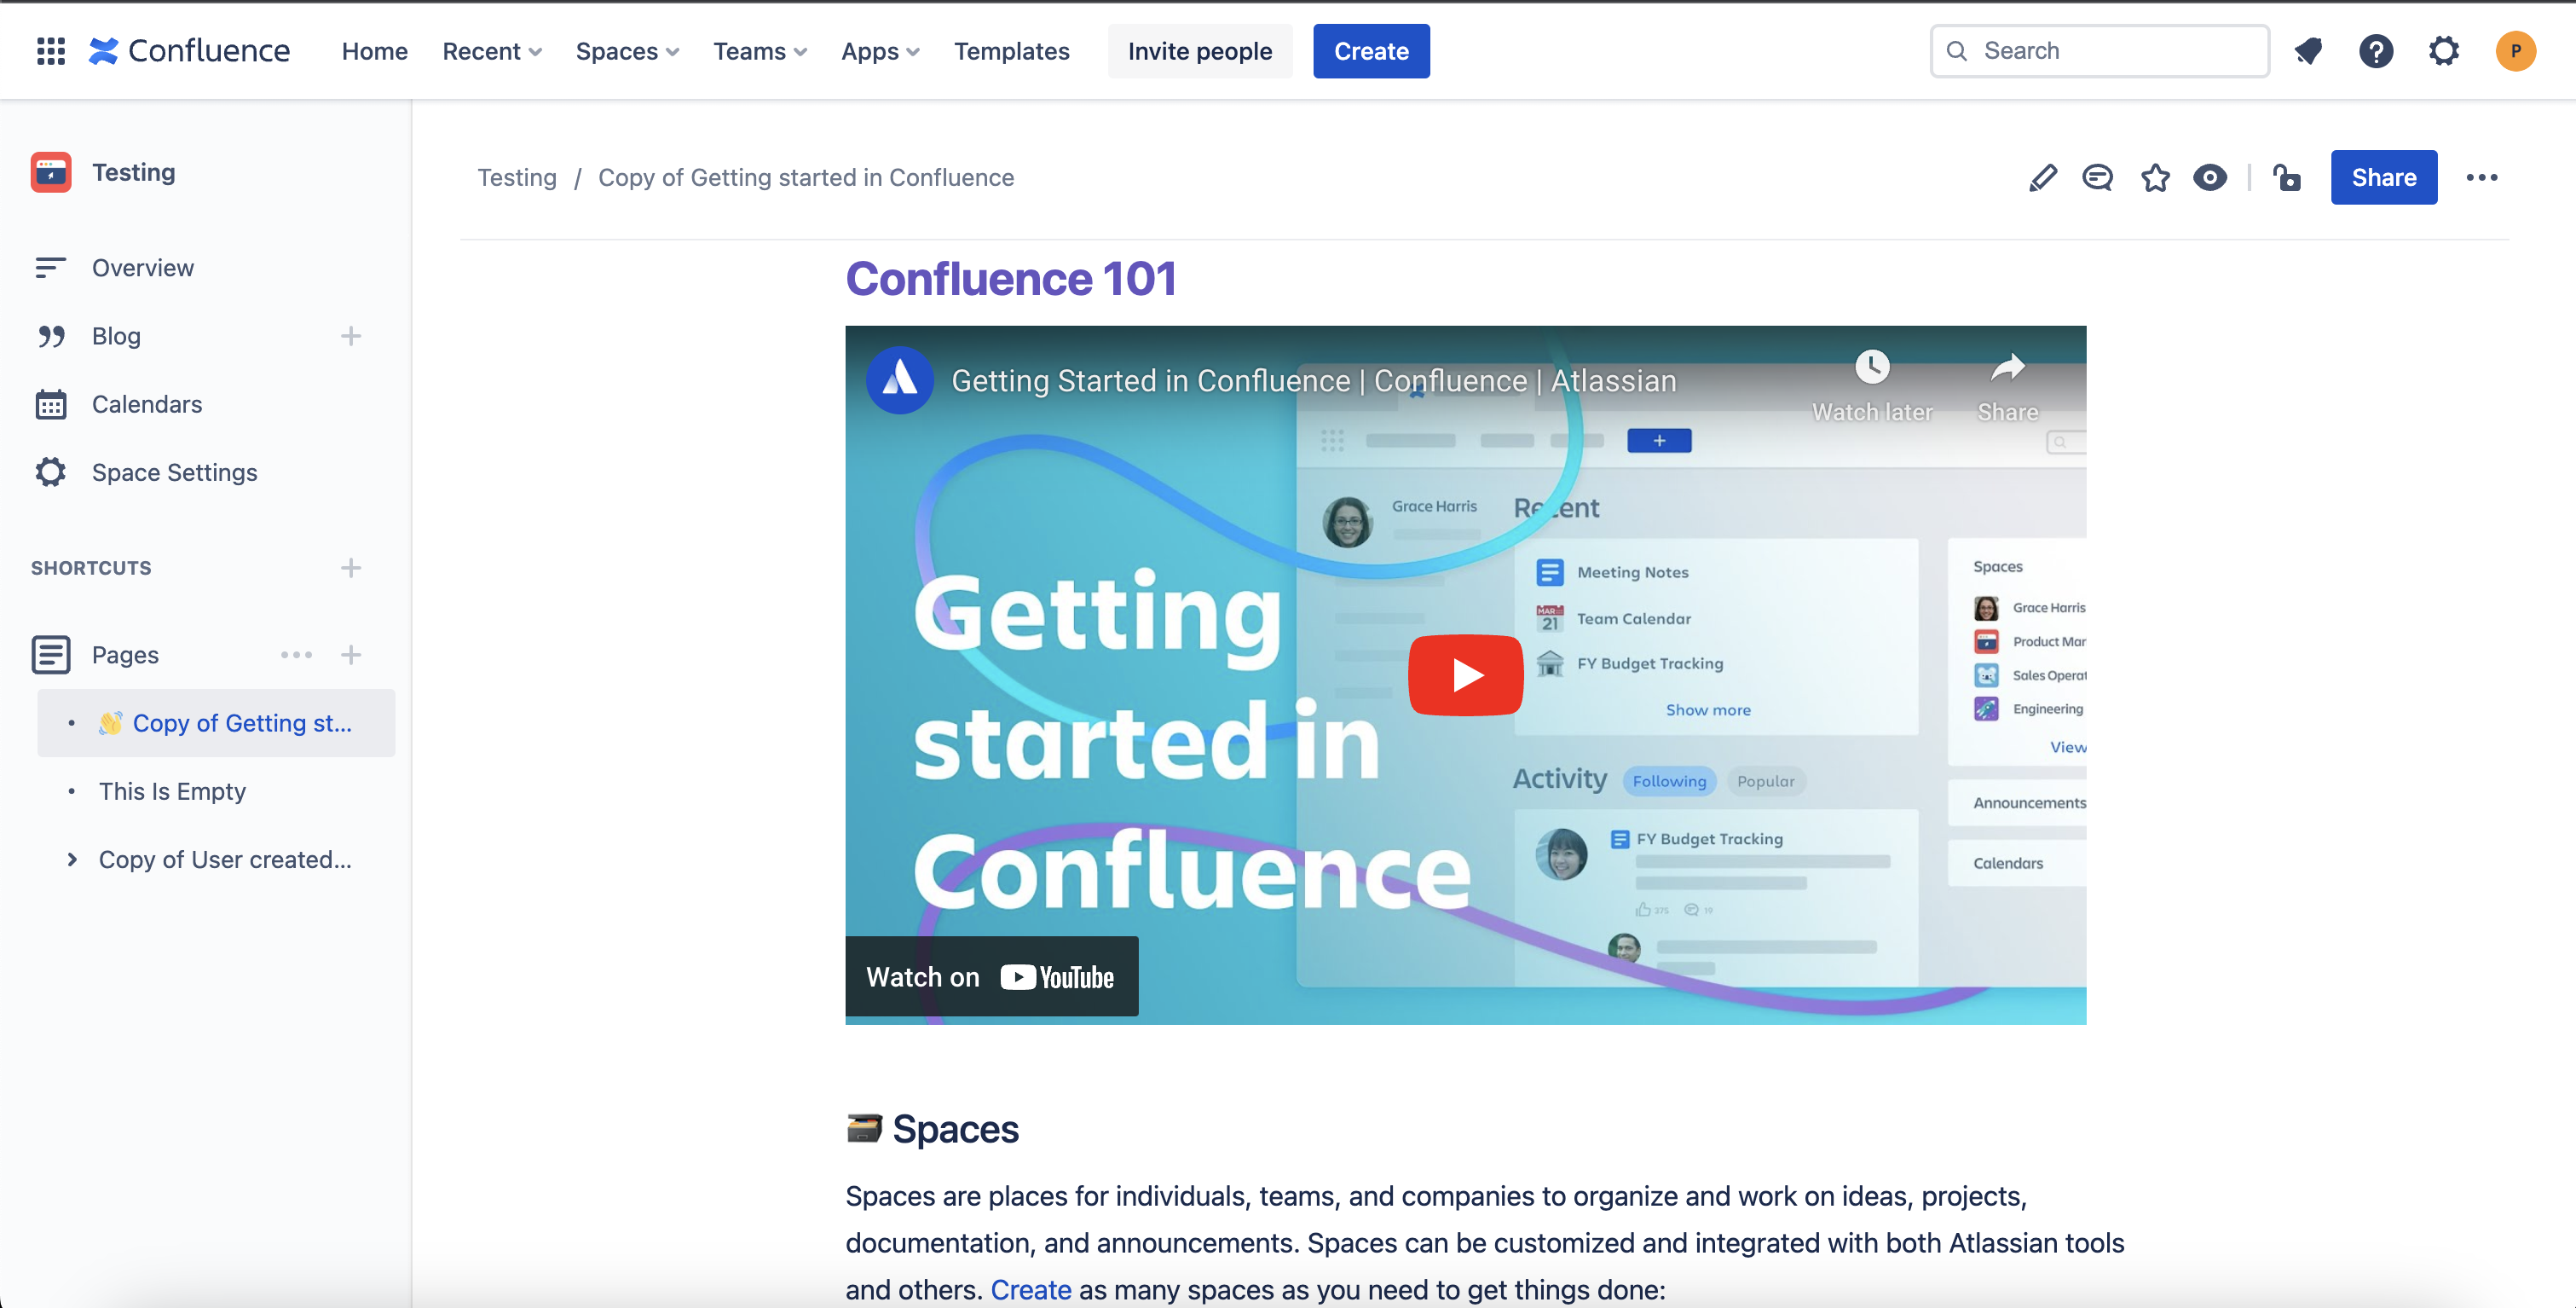 Confluence
Home
Recent
Spaces
Teams
Apps
Templates
Invite people
Create
Search
P
Testing
Overview
Blog
Calendars
Space Settings
SHORTCUTS
Pages
Copy of Getting st...
This Is Empty
Copy of User created...
Testing / Copy of Getting started in Confluence
Share
Confluence 101
Getting Started in Confluence | Confluence | Atlassian
Watch later
Share
Getting
started in
Confluence
Grace Harris
Recent
Meeting Notes
MAR 21
Team Calendar
FY Budget Tracking
Show more
Spaces
Grace Harris
Product Mar
Sales Operat
Engineering
View
Activity
Following
Popular
FY Budget Tracking
19
Announcements
Calendars
Watch on YouTube
Spaces
Spaces are places for individuals, teams, and companies to organize and work on ideas, projects,
documentation, and announcements. Spaces can be customized and integrated with both Atlassian tools
and others. Create as many spaces as you need to get things done: